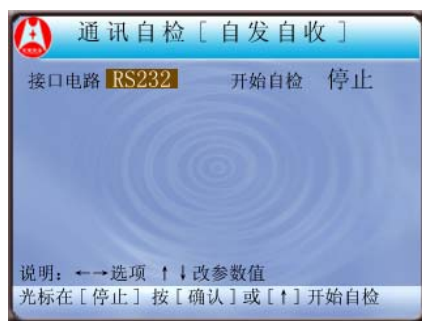 通讯自检［自发自收］
接口电路 RS232 开始自检 停止
说明：←→选项 ↑↓改参数值
光标在［停止］按［确认］或［↑］开始自检